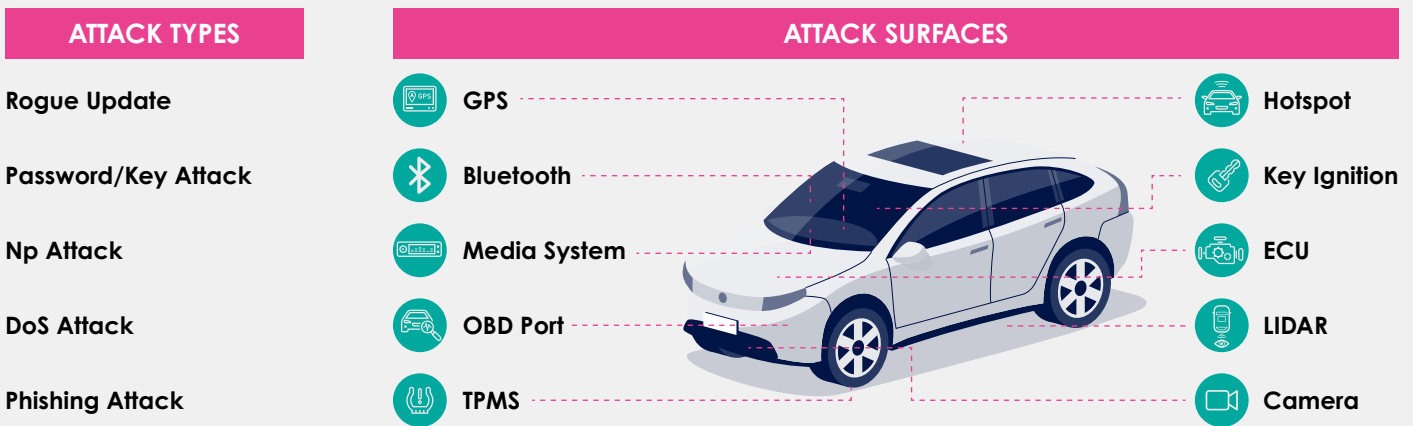 ATTACK TYPES
Rogue Update
Password/Key Attack
Np Attack
DoS Attack
Phishing Attack
ATTACK SURFACES
GPS
GPS
Bluetooth
Media System
OBD Port
TPMS
Hotspot
Key Ignition
ECU
LIDAR
Camera